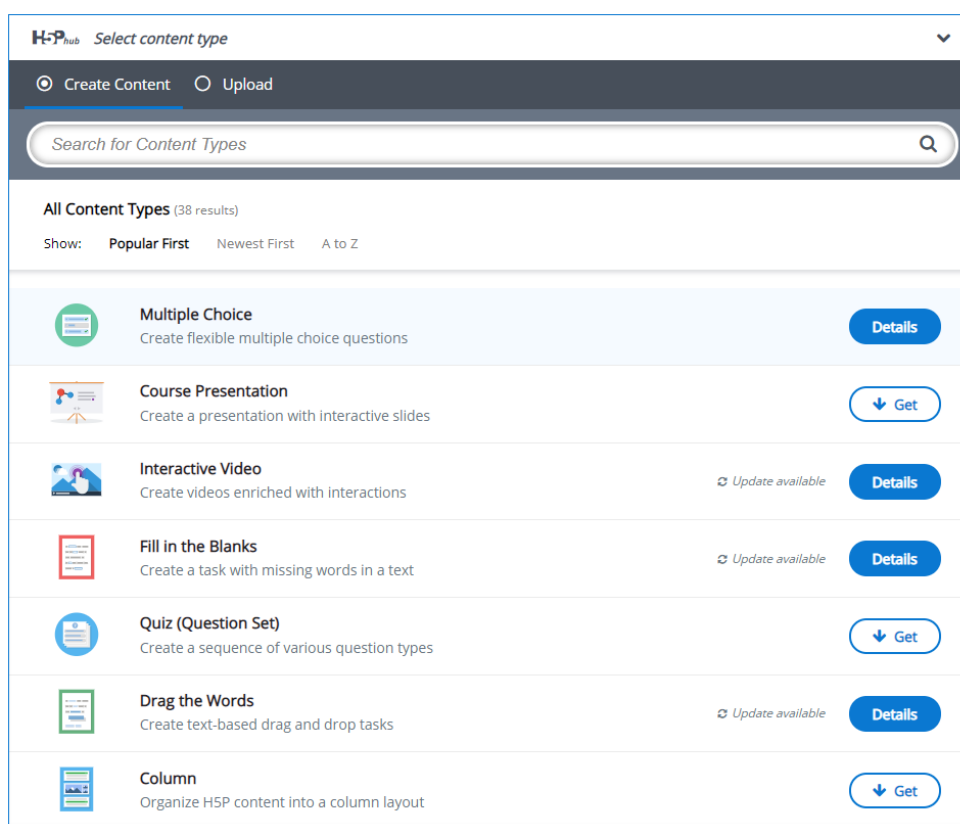 H5Phub Select content type
Create Content Upload
Search for Content Types
All Content Types (38 results)
Show: Popular First Newest First A to Z
Multiple Choice
Create flexible multiple choice questions
Details
Course Presentation
Create a presentation with interactive slides
Get
Interactive Video
Create videos enriched with interactions
Update available
Details
Fill in the Blanks
Create a task with missing words in a text
Update available
Details
Quiz (Question Set)
Create a sequence of various question types
Get
Drag the Words
Create text-based drag and drop tasks
Update available
Details
Column
Organize H5P content into a column layout
Get